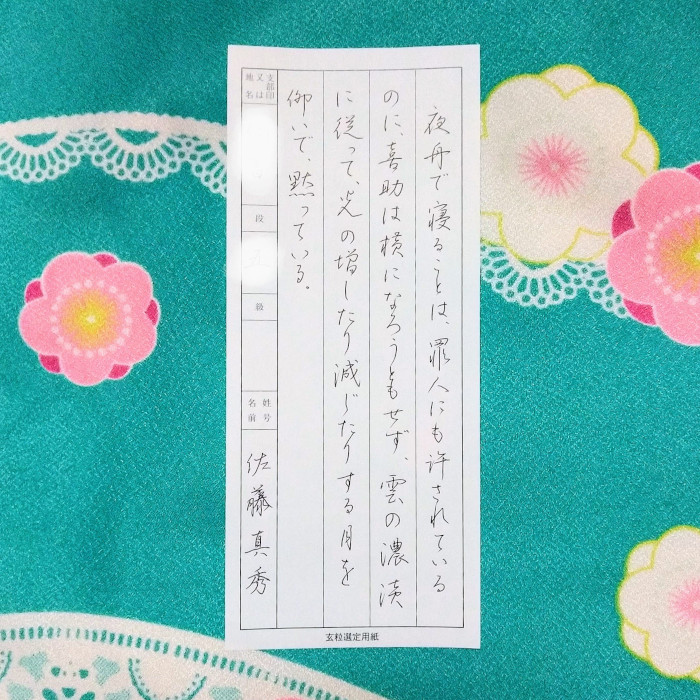 夜舟で寝ることは、罪人にも許されている
のに、喜助は横になろうともせず、雲の濃淡
に従って、光の増したり減じたりする月を
仰いで、黙っている。
支部印
又は
地名
段
級
姓号
名前
佐藤真秀
玄粒選定用紙